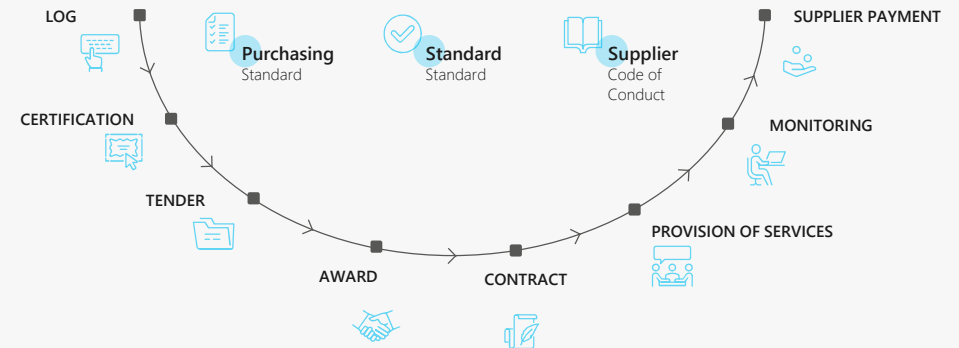 LOG
SUPPLIER PAYMENT
Purchasing
Standard
Standard
Standard
Supplier
Code of
Conduct
CERTIFICATION
MONITORING
TENDER
PROVISION OF SERVICES
AWARD
CONTRACT